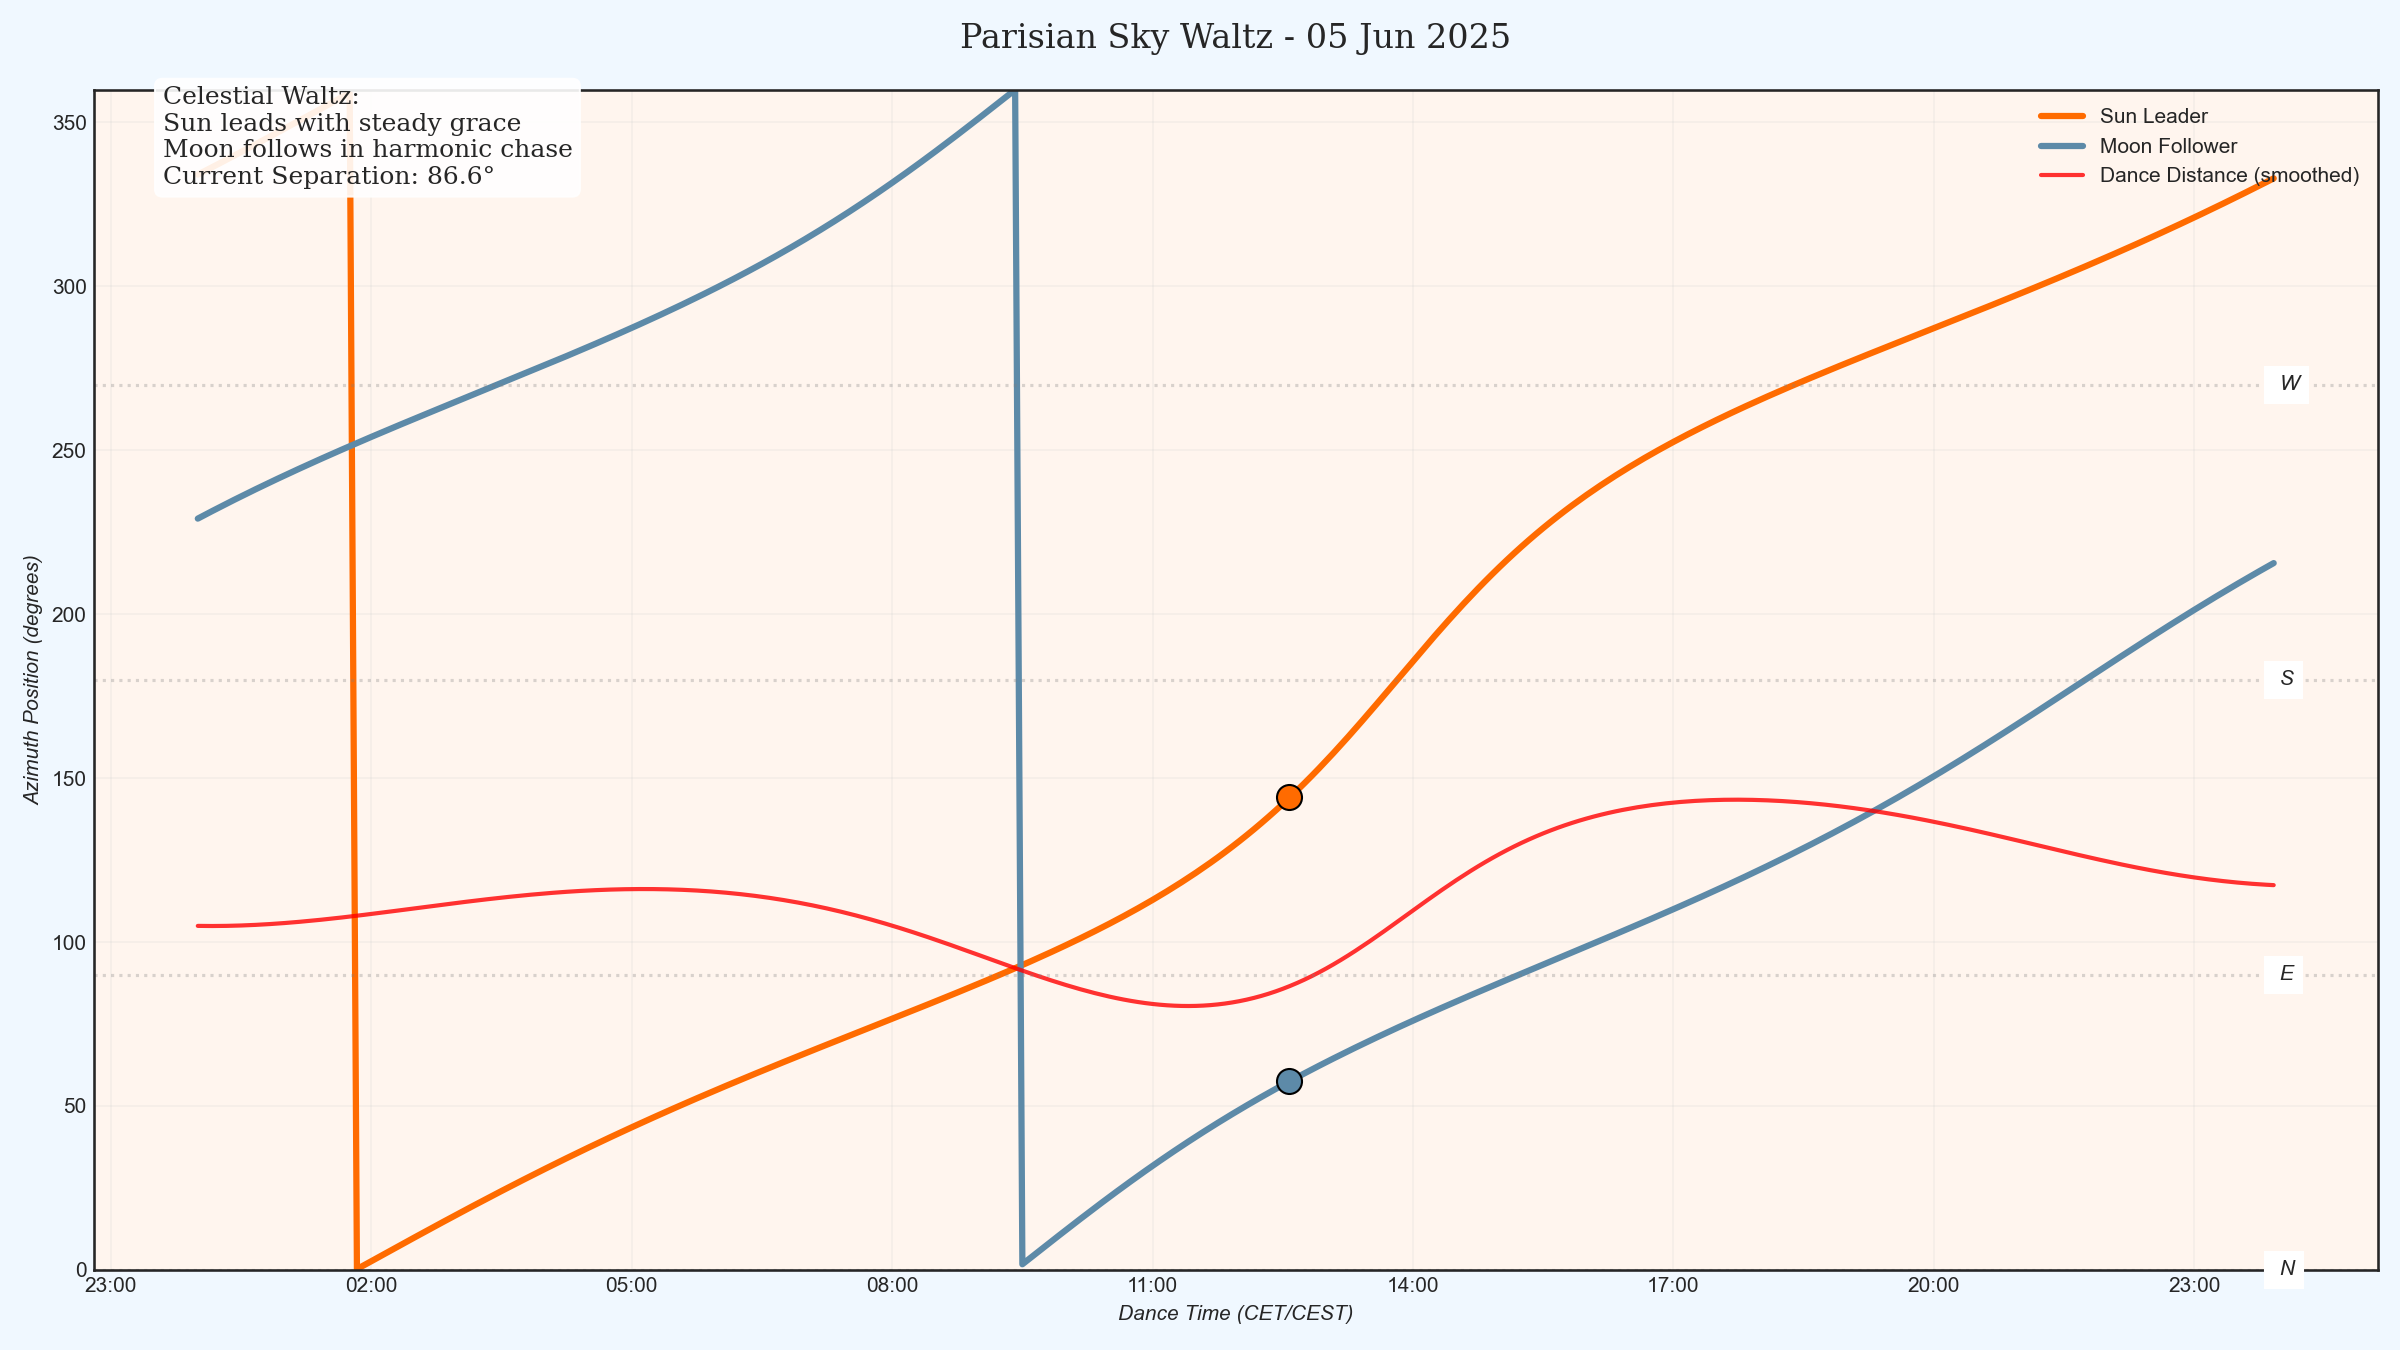 Parisian Sky Waltz - 05 Jun 2025
Celestial Waltz:
Sun leads with steady grace
Moon follows in harmonic chase
Current Separation: 86.6°
Sun Leader
Moon Follower
Dance Distance (smoothed)
Azimuth Position (degrees)
350
300
250
200
150
100
50
0
W
S
E
N
23:00
02:00
05:00
08:00
11:00
14:00
17:00
20:00
23:00
Dance Time (CET/CEST)